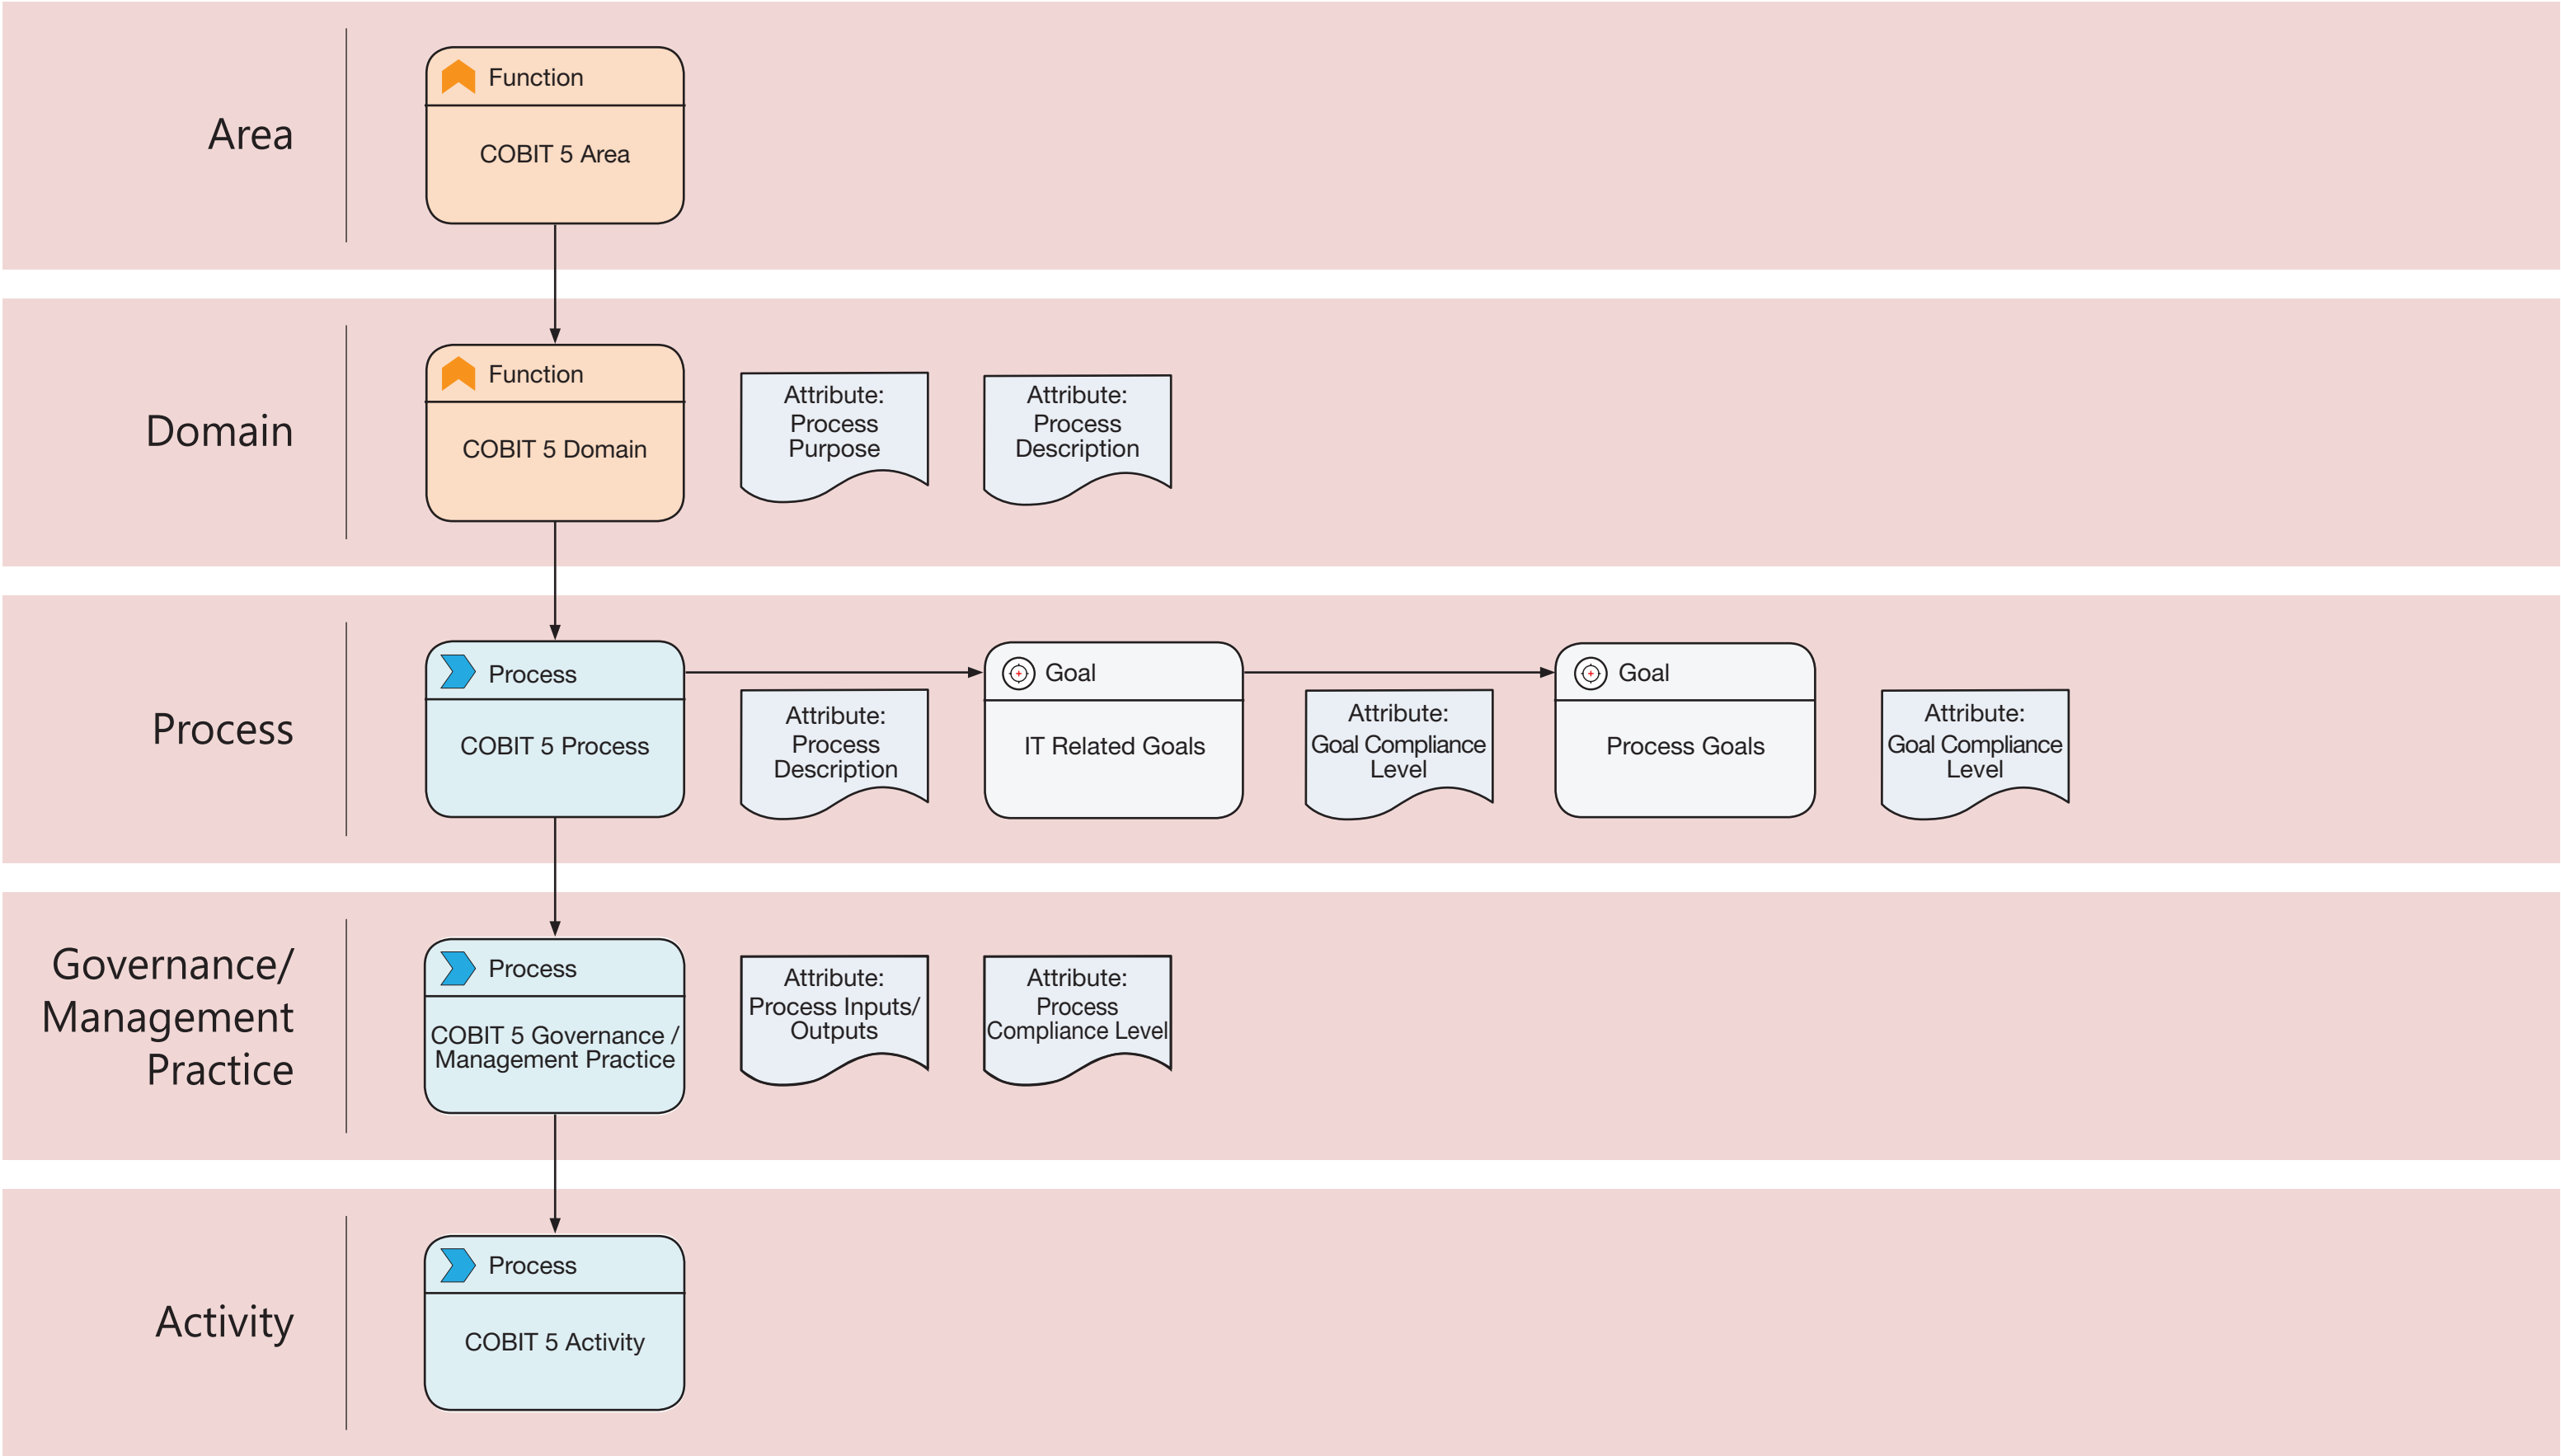 Area
Function
COBIT 5 Area
Domain
Function
COBIT 5 Domain
Attribute:
Process
Purpose
Attribute:
Process
Description
Process
Process
COBIT 5 Process
Attribute:
Process
Description
Goal
IT Related Goals
Attribute:
Goal Compliance
Level
Goal
Process Goals
Attribute:
Goal Compliance
Level
Governance/
Management
Practice
Process
COBIT 5 Governance /
Management Practice
Attribute:
Process Inputs/
Outputs
Attribute:
Process
Compliance Level
Activity
Process
COBIT 5 Activity